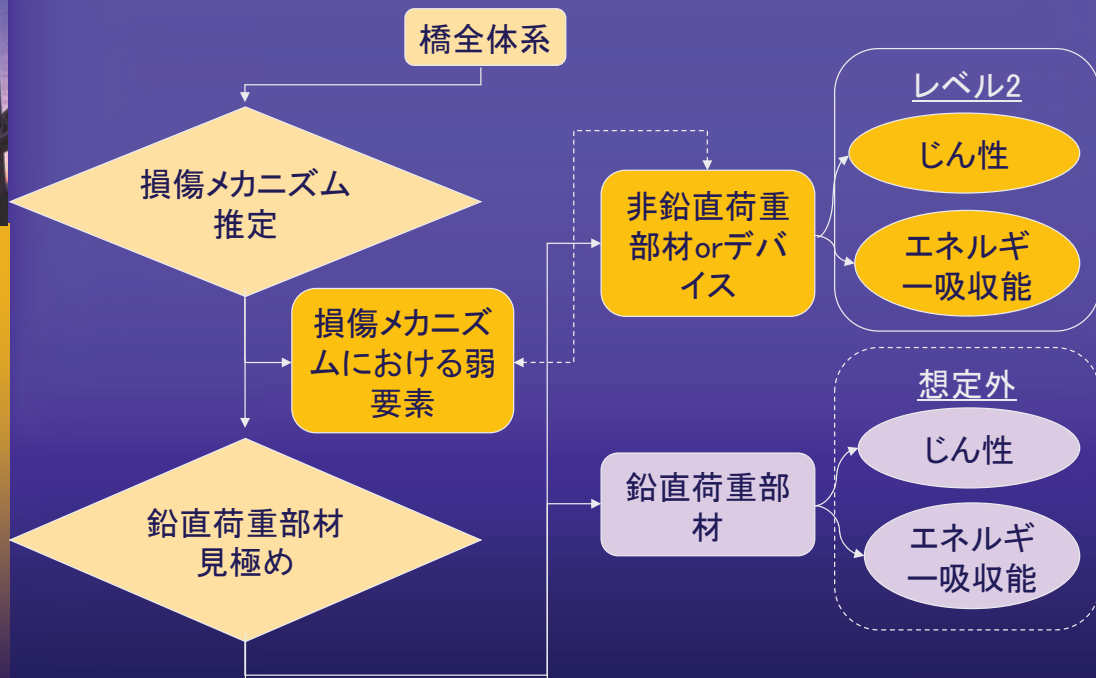 橋全体系
損傷メカニズム
推定
損傷メカニズ
ムにおける弱
要素
鉛直荷重部材
見極め
非鉛直荷重
部材orデバ
イス
鉛直荷重部
材
レベル2
じん性
エネルギ
ー吸収能
想定外
じん性
エネルギ
ー吸収能